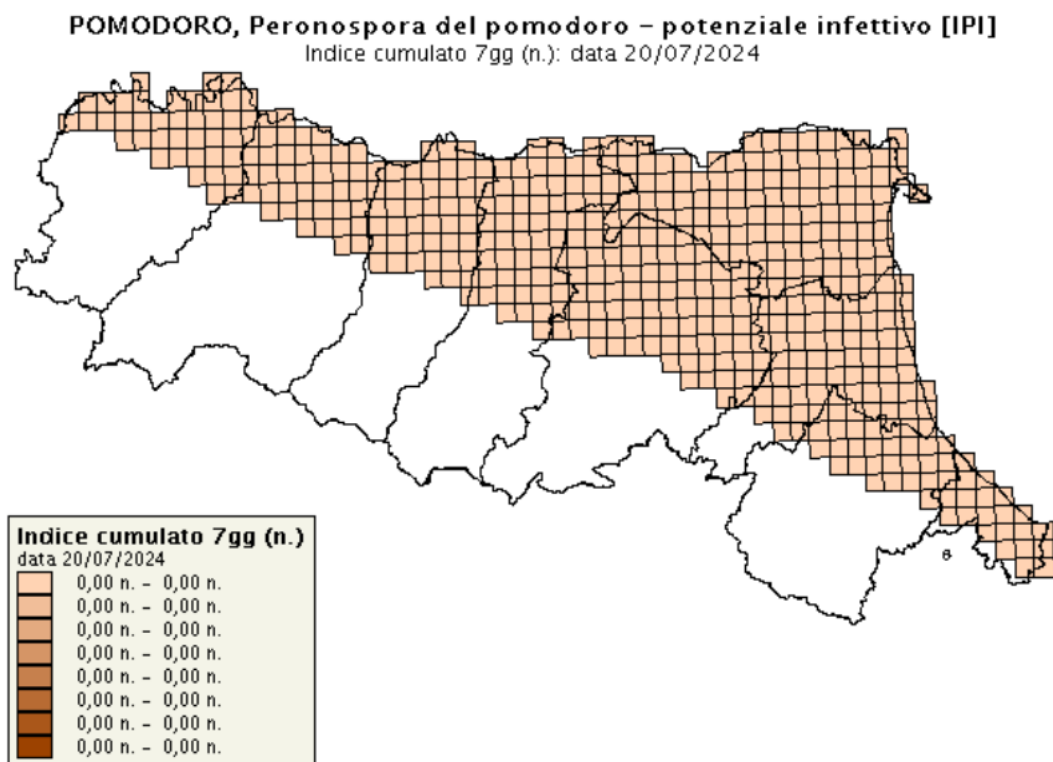 POMODORO, Peronospora del pomodoro – potenziale infettivo [IPI]
Indice cumulato 7gg (n.): data 20/07/2024
Indice cumulato 7gg (n.)
data 20/07/2024
0,00 n. – 0,00 n.
0,00 n. – 0,00 n.
0,00 n. – 0,00 n.
0,00 n. – 0,00 n.
0,00 n. – 0,00 n.
0,00 n. – 0,00 n.
0,00 n. – 0,00 n.
0,00 n. – 0,00 n.